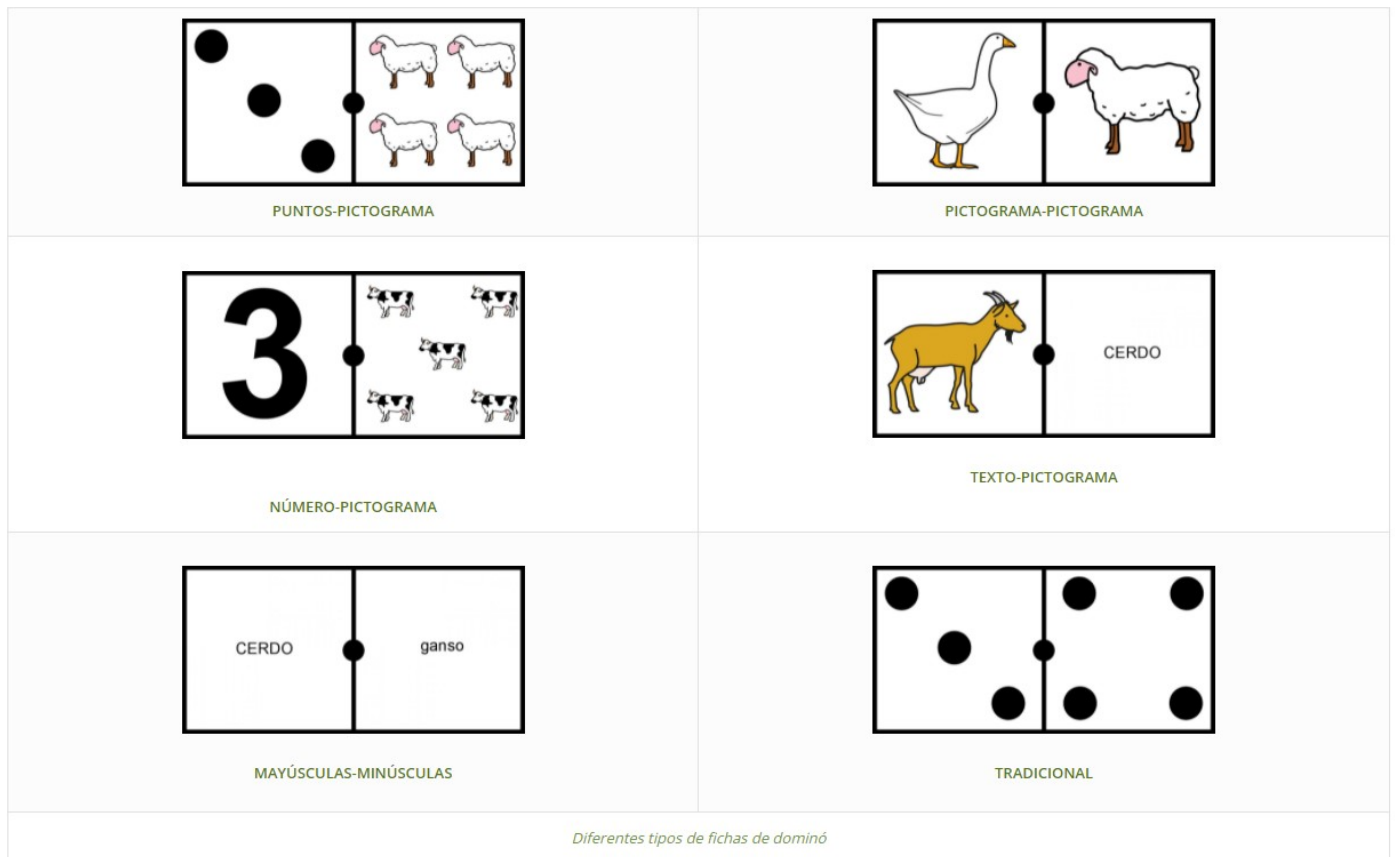 PUNTOS-PICTOGRAMA
PICTOGRAMA-PICTOGRAMA
3
CERDO
NÚMERO-PICTOGRAMA
TEXTO-PICTOGRAMA
CERDO
ganso
MAYÚSCULAS-MINÚSCULAS
TRADICIONAL
Diferentes tipos de fichas de dominó